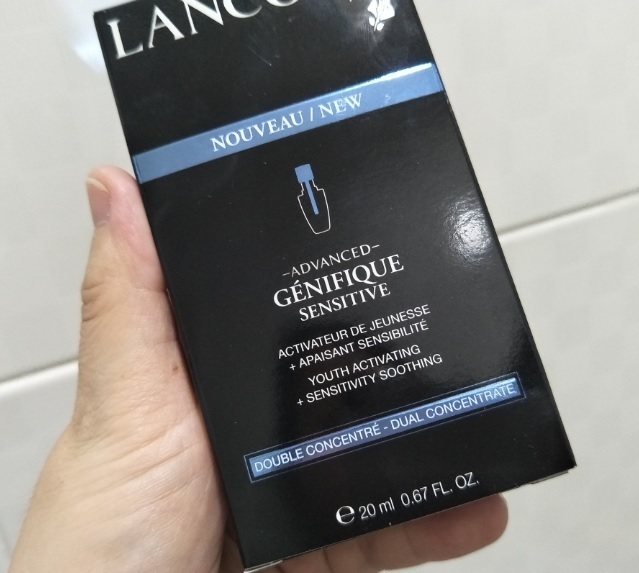 LANCÔ
NOUVEAU / NEW
–ADVANCED–
GÉNIFIQUE
SENSITIVE
ACTIVATEUR DE JEUNESSE
+ APAISANT SENSIBILITÉ
YOUTH ACTIVATING
+ SENSITIVITY SOOTHING
DOUBLE CONCENTRÉ - DUAL CONCENTRATE
℮ 20 ml 0.67 FL. OZ.